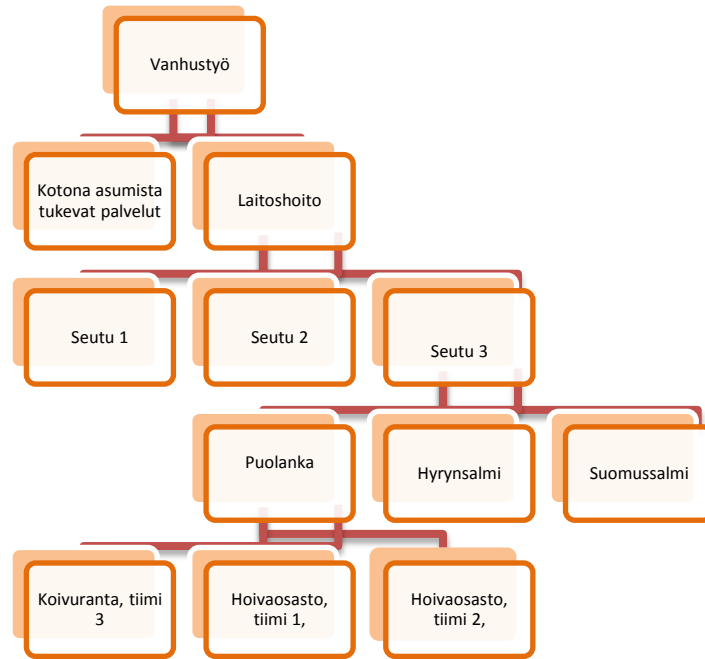 Vanhustyö
Kotona asumista
tukevat palvelut
Laitoshoito
Seutu 1
Seutu 2
Seutu 3
Puolanka
Hyrynsalmi
Suomussalmi
Koivuranta, tiimi
3
Hoivaosasto,
tiimi 1,
Hoivaosasto,
tiimi 2,